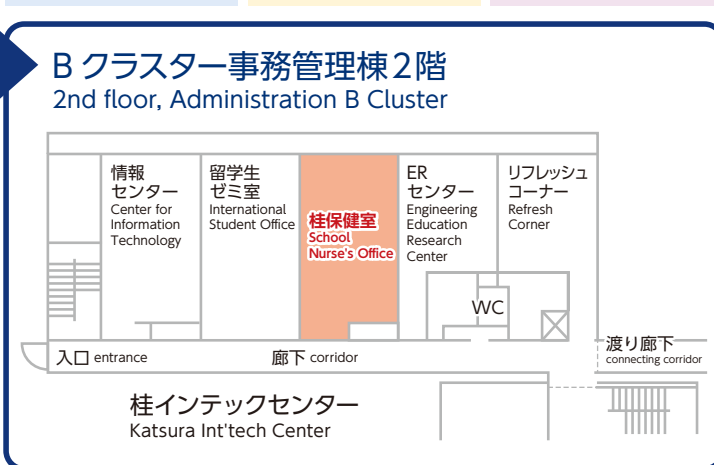 B クラスター事務管理棟2階
2nd floor, Administration B Cluster
情報
センター
Center for
Information
Technology
留学生
ゼミ室
International
Student Office
桂保健室
School
Nurse's Office
ER
センター
Engineering
Education
Research
Center
リフレッシュ
コーナー
Refresh
Corner
WC
入口 entrance
廊下 corridor
渡り廊下
connecting corridor
桂インテックセンター
Katsura Int'tech Center